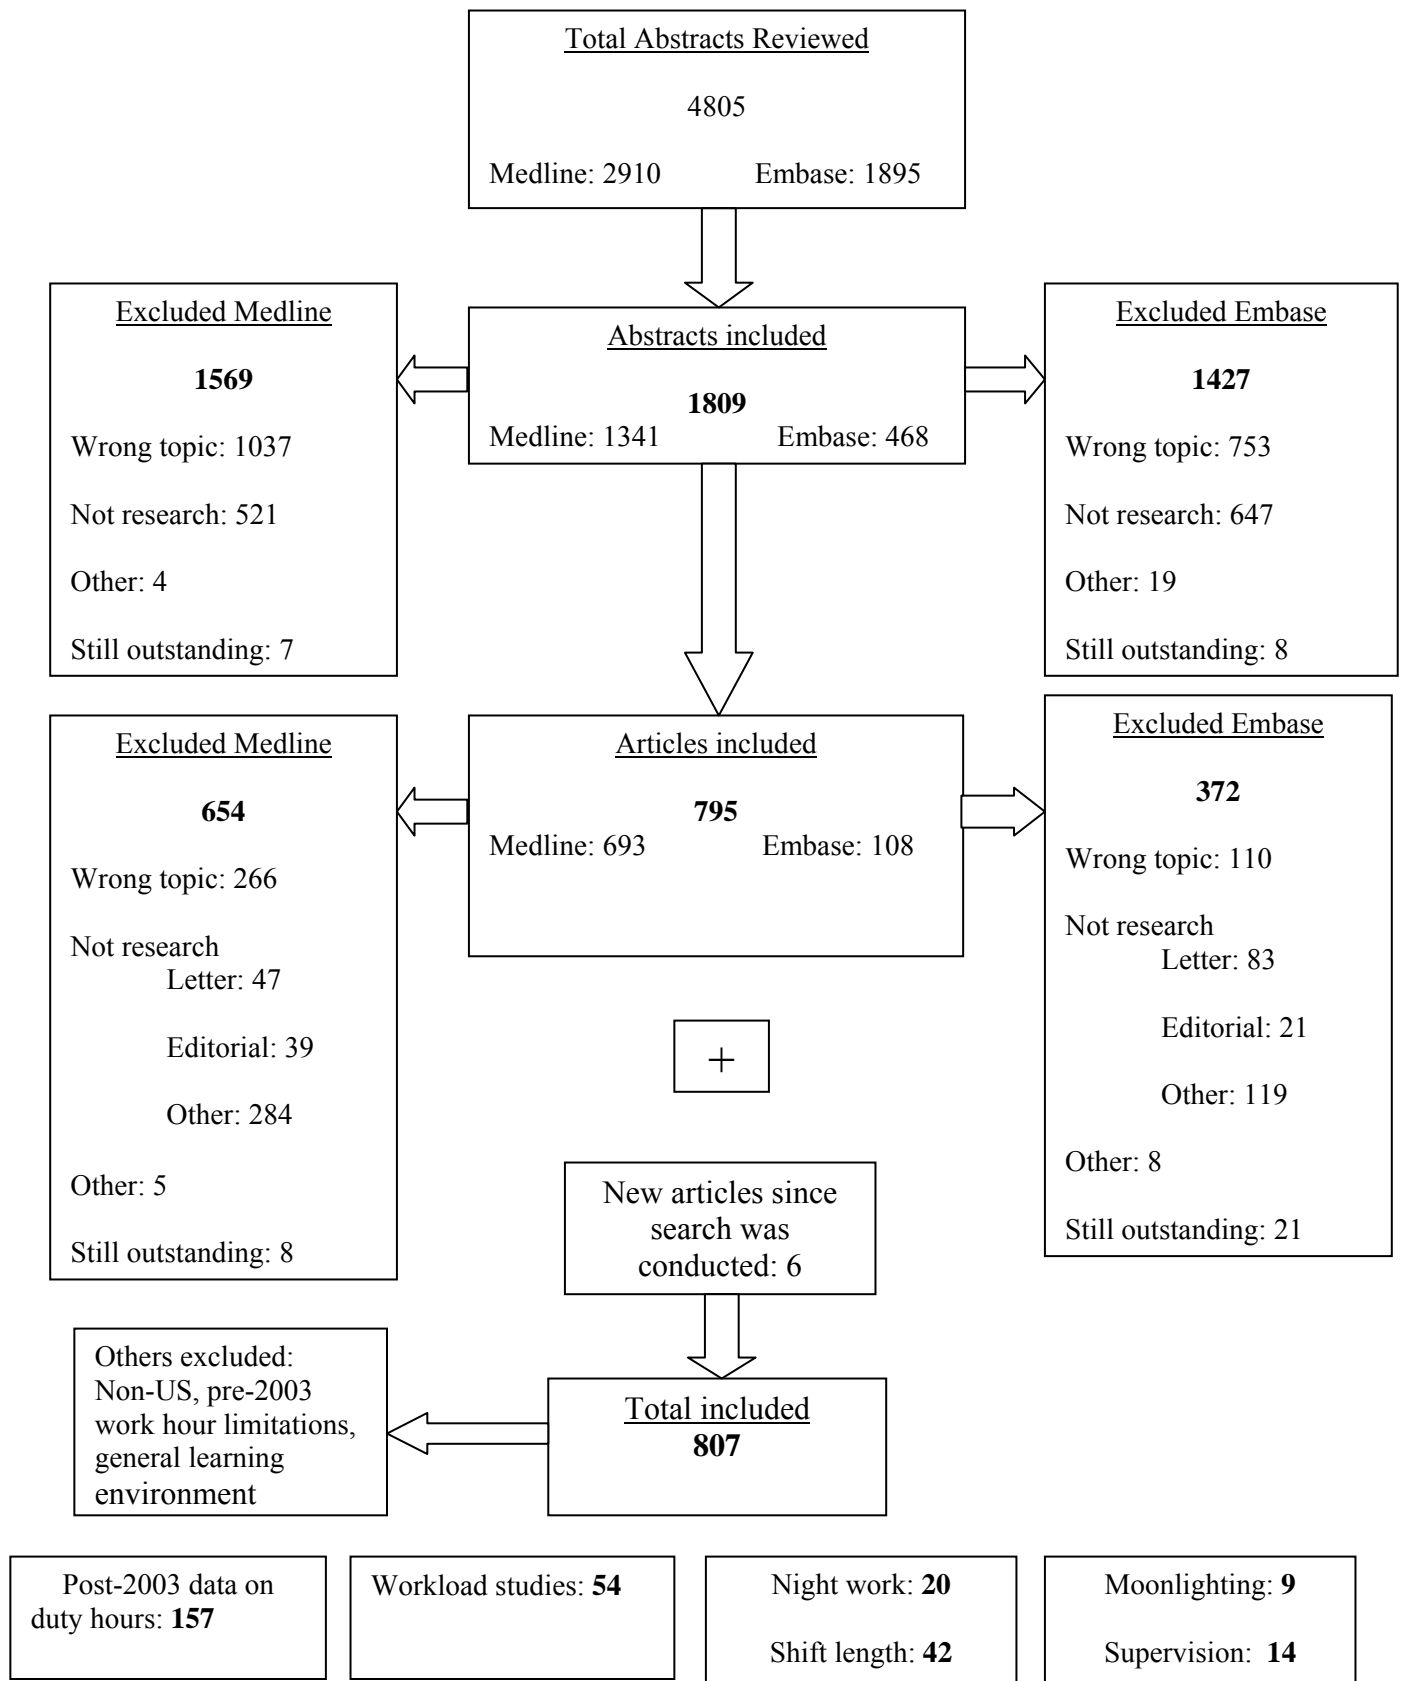 Total Abstracts Reviewed
4805
Medline: 2910 Embase: 1895
Excluded Medline
1569
Wrong topic: 1037
Not research: 521
Other: 4
Still outstanding: 7
Abstracts included
1809
Medline: 1341 Embase: 468
Excluded Embase
1427
Wrong topic: 753
Not research: 647
Other: 19
Still outstanding: 8
Excluded Medline
654
Wrong topic: 266
Not research
Letter: 47
Editorial: 39
Other: 284
Other: 5
Still outstanding: 8
Articles included
795
Medline: 693 Embase: 108
Excluded Embase
372
Wrong topic: 110
Not research
Letter: 83
Editorial: 21
Other: 119
Other: 8
Still outstanding: 21
+
New articles since
search was
conducted: 6
Others excluded:
Non-US, pre-2003
work hour limitations,
general learning
environment
Total included
807
Post-2003 data on
duty hours: 157
Workload studies: 54
Night work: 20
Shift length: 42
Moonlighting: 9
Supervision: 14